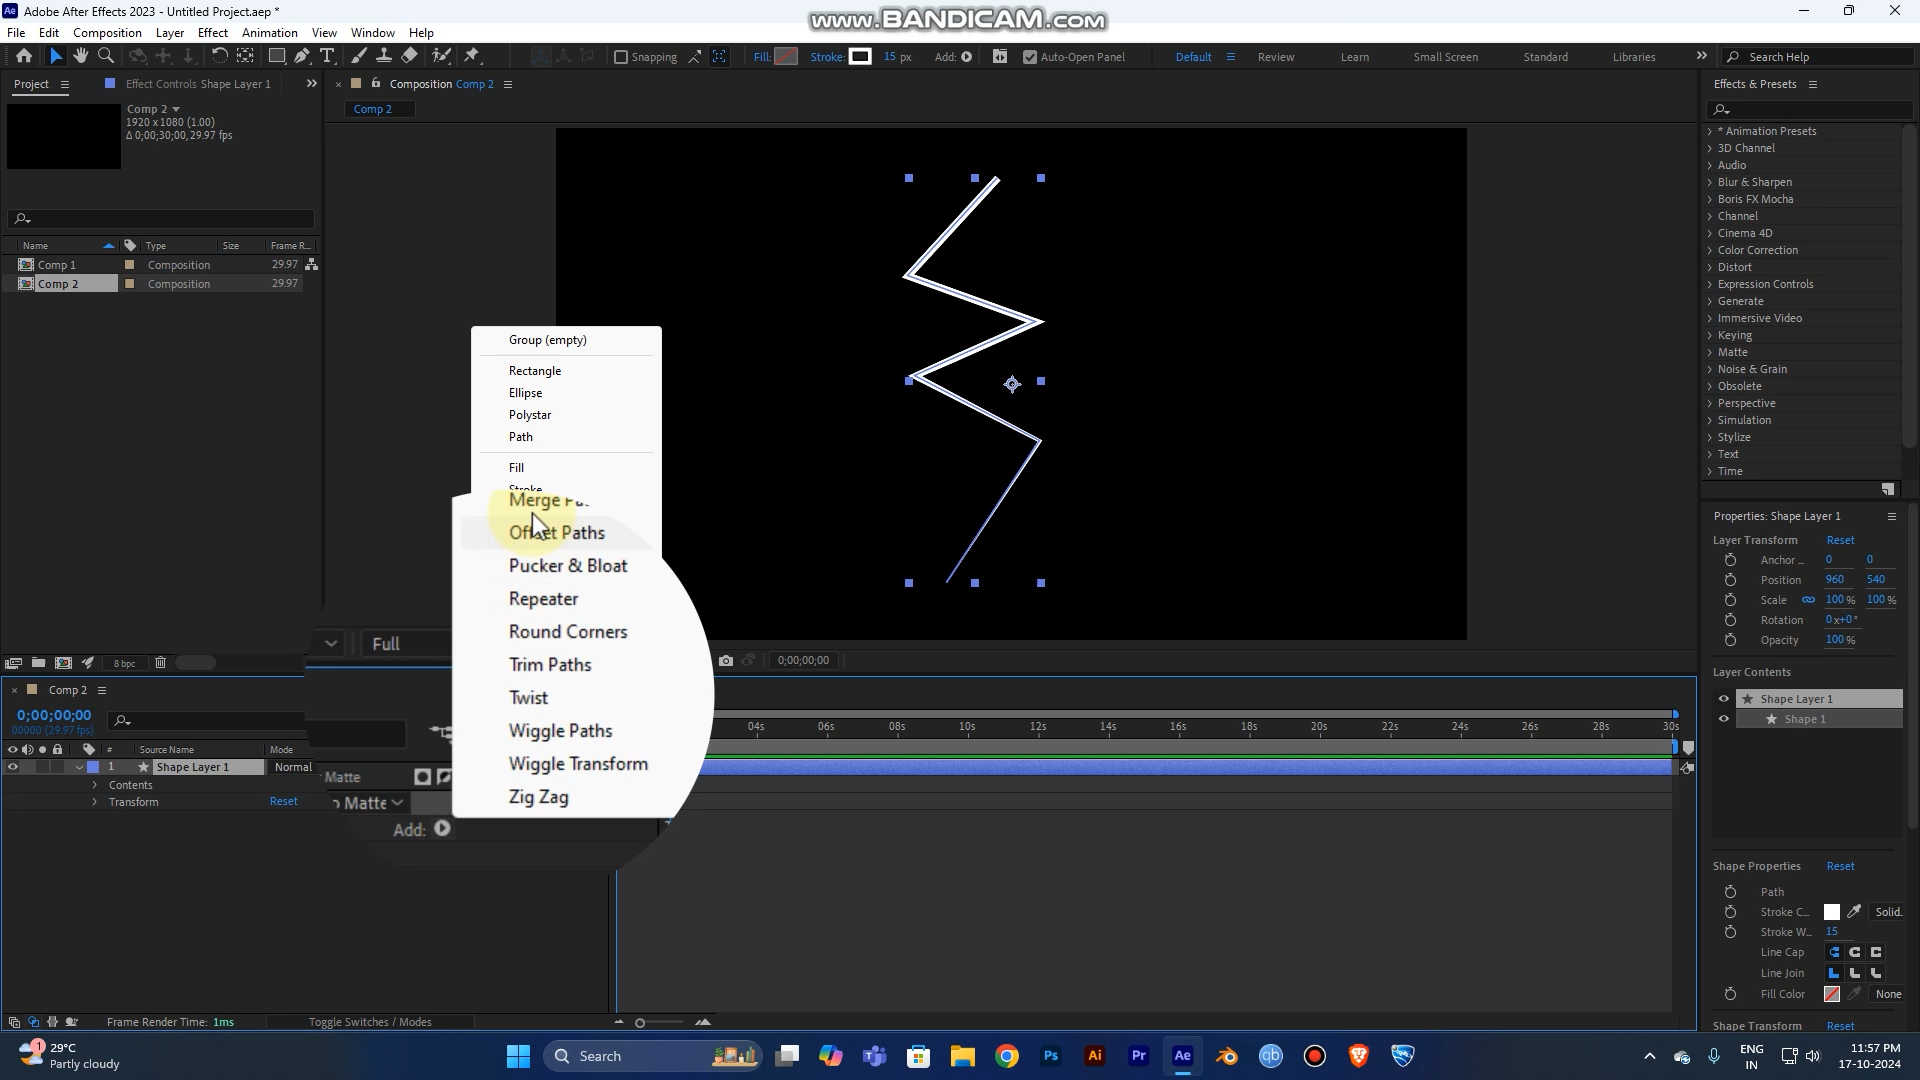 Adobe After Effects 2023 - Untitled Project.aep *
www.BANDICAM.com
File Edit Composition Layer Effect Animation View Window Help
Snapping
Fill: Stroke: 15 px Add: Auto-Open Panel
Default Review Learn Small Screen Standard Libraries
Search Help
Project
Effect Controls Shape Layer 1
Composition Comp 2
Comp 2
Comp 2
1920 x 1080 (1.00)
Δ 0;00;30;00, 29.97 fps
Name Type Size Frame R...
Comp 1 Composition 29.97
Comp 2 Composition 29.97
Group (empty)
Rectangle
Ellipse
Polystar
Path
Fill
Stroke
Offset Paths
Pucker & Bloat
Repeater
Round Corners
Trim Paths
Twist
Wiggle Paths
Wiggle Transform
Zig Zag
Effects & Presets
* Animation Presets
3D Channel
Audio
Blur & Sharpen
Boris FX Mocha
Channel
Cinema 4D
Color Correction
Distort
Expression Controls
Generate
Immersive Video
Keying
Matte
Noise & Grain
Obsolete
Perspective
Simulation
Stylize
Text
Time
Properties: Shape Layer 1
Layer Transform Reset
Anchor ... 0 0
Position 960 540
Scale 100 % 100 %
Rotation 0x+0°
Opacity 100 %
Layer Contents
Shape Layer 1
Shape 1
Shape Properties Reset
Path
Stroke C... Solid.
Stroke W... 15
Line Cap
Line Join
Fill Color None
Shape Transform Reset
8 bpc
Full
0;00;00;00
Comp 2
0;00;00;00
00000 (29.97 fps)
# Source Name Mode
Matte
1 Shape Layer 1 Normal
Matte
Contents
Add:
Transform Reset
04s 06s 08s 10s 12s 14s 16s 18s 20s 22s 24s 26s 28s 30s
Frame Render Time: 1ms
Toggle Switches / Modes
1
29°C
Partly cloudy
Search
Ps
Ai
Pr
Ae
qb
ENG
IN
11:57 PM
17-10-2024